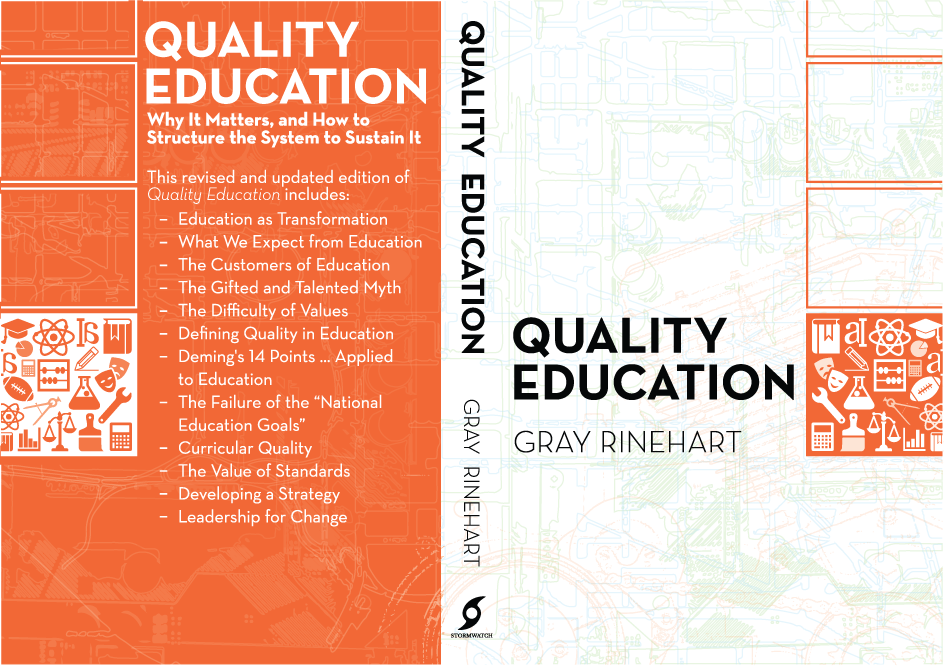 QUALITY
EDUCATION
Why It Matters, and How to
Structure the System to Sustain It
This revised and updated edition of
Quality Education includes:
– Education as Transformation
– What We Expect from Education
– The Customers of Education
– The Gifted and Talented Myth
– The Difficulty of Values
– Defining Quality in Education
– Deming's 14 Points ... Applied
to Education
– The Failure of the “National
Education Goals”
– Curricular Quality
– The Value of Standards
– Developing a Strategy
– Leadership for Change
QUALITY EDUCATION
GRAY RINEHART
STORMWATCH
QUALITY
EDUCATION
GRAY RINEHART